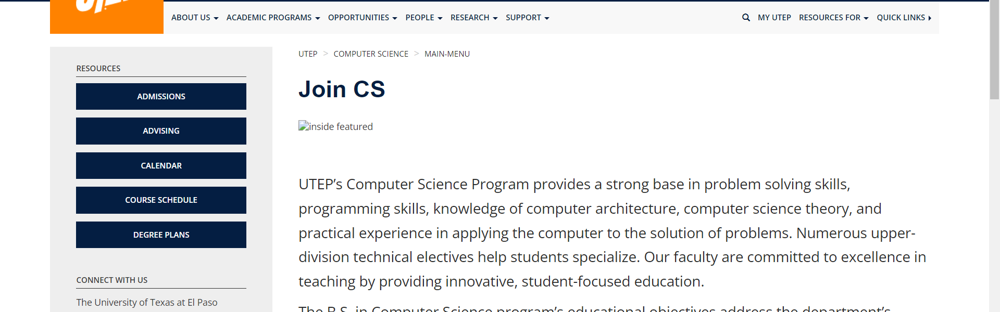 ABOUT US ACADEMIC PROGRAMS OPPORTUNITIES PEOPLE RESEARCH SUPPORT MY UTEP RESOURCES FOR QUICK LINKS
UTEP > COMPUTER SCIENCE > MAIN-MENU
RESOURCES
ADMISSIONS
ADVISING
CALENDAR
COURSE SCHEDULE
DEGREE PLANS
CONNECT WITH US
The University of Texas at El Paso
Join CS
inside featured
UTEP’s Computer Science Program provides a strong base in problem solving skills,
programming skills, knowledge of computer architecture, computer science theory, and
practical experience in applying the computer to the solution of problems. Numerous upper-
division technical electives help students specialize. Our faculty are committed to excellence in
teaching by providing innovative, student-focused education.
The B.S. in Computer Science program’s educational objectives address the department’s